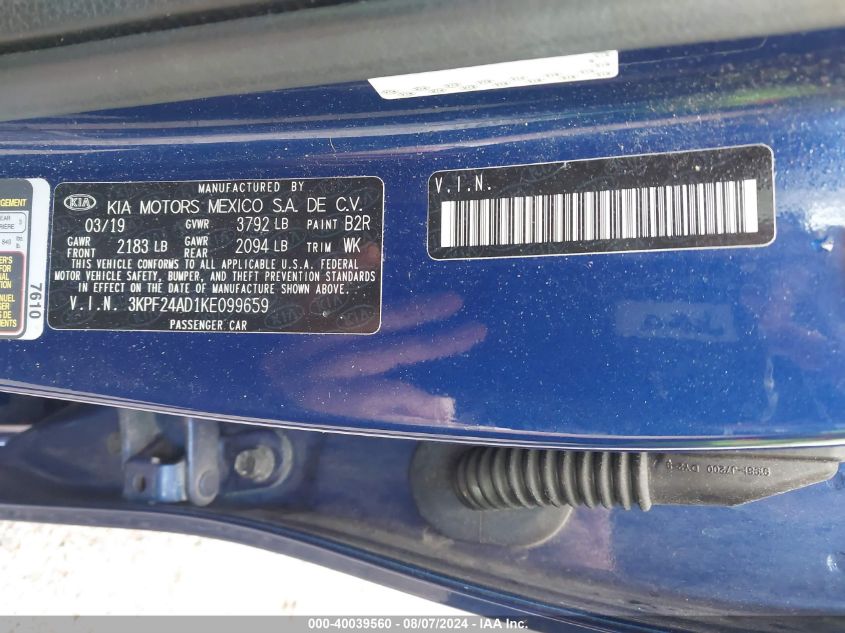 MANUFACTURED BY
KIA KIA MOTORS MEXICO S.A. DE C.V.
03/19 GVWR 3792 LB PAINT B2R
GAWR FRONT 2183 LB GAWR REAR 2094 LB TRIM WK
THIS VEHICLE CONFORMS TO ALL APPLICABLE U.S.A. FEDERAL
MOTOR VEHICLE SAFETY, BUMPER, AND THEFT PREVENTION STANDARDS
IN EFFECT ON THE DATE OF MANUFACTURE SHOWN ABOVE.
V.I.N. 3KPF24AD1KE099659
PASSENGER CAR
V.I.N.
7610
000-40039560 - 08/07/2024 - IAAI.com, INC.